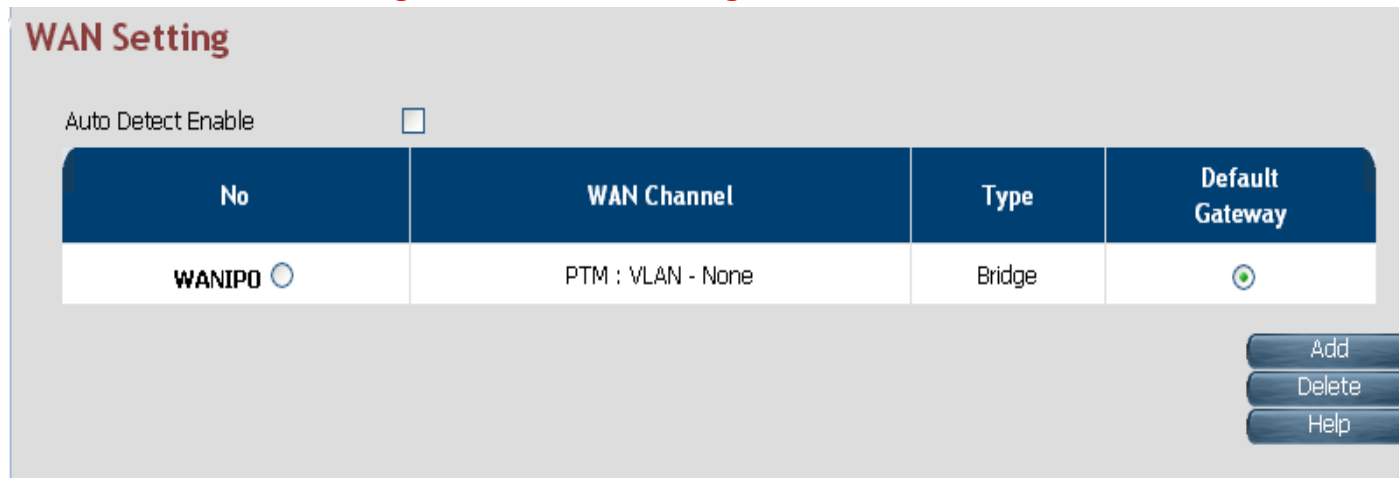 WAN Setting
Auto Detect Enable
No WAN Channel Type Default Gateway
WANIP0 PTM : VLAN - None Bridge
Add
Delete
Help